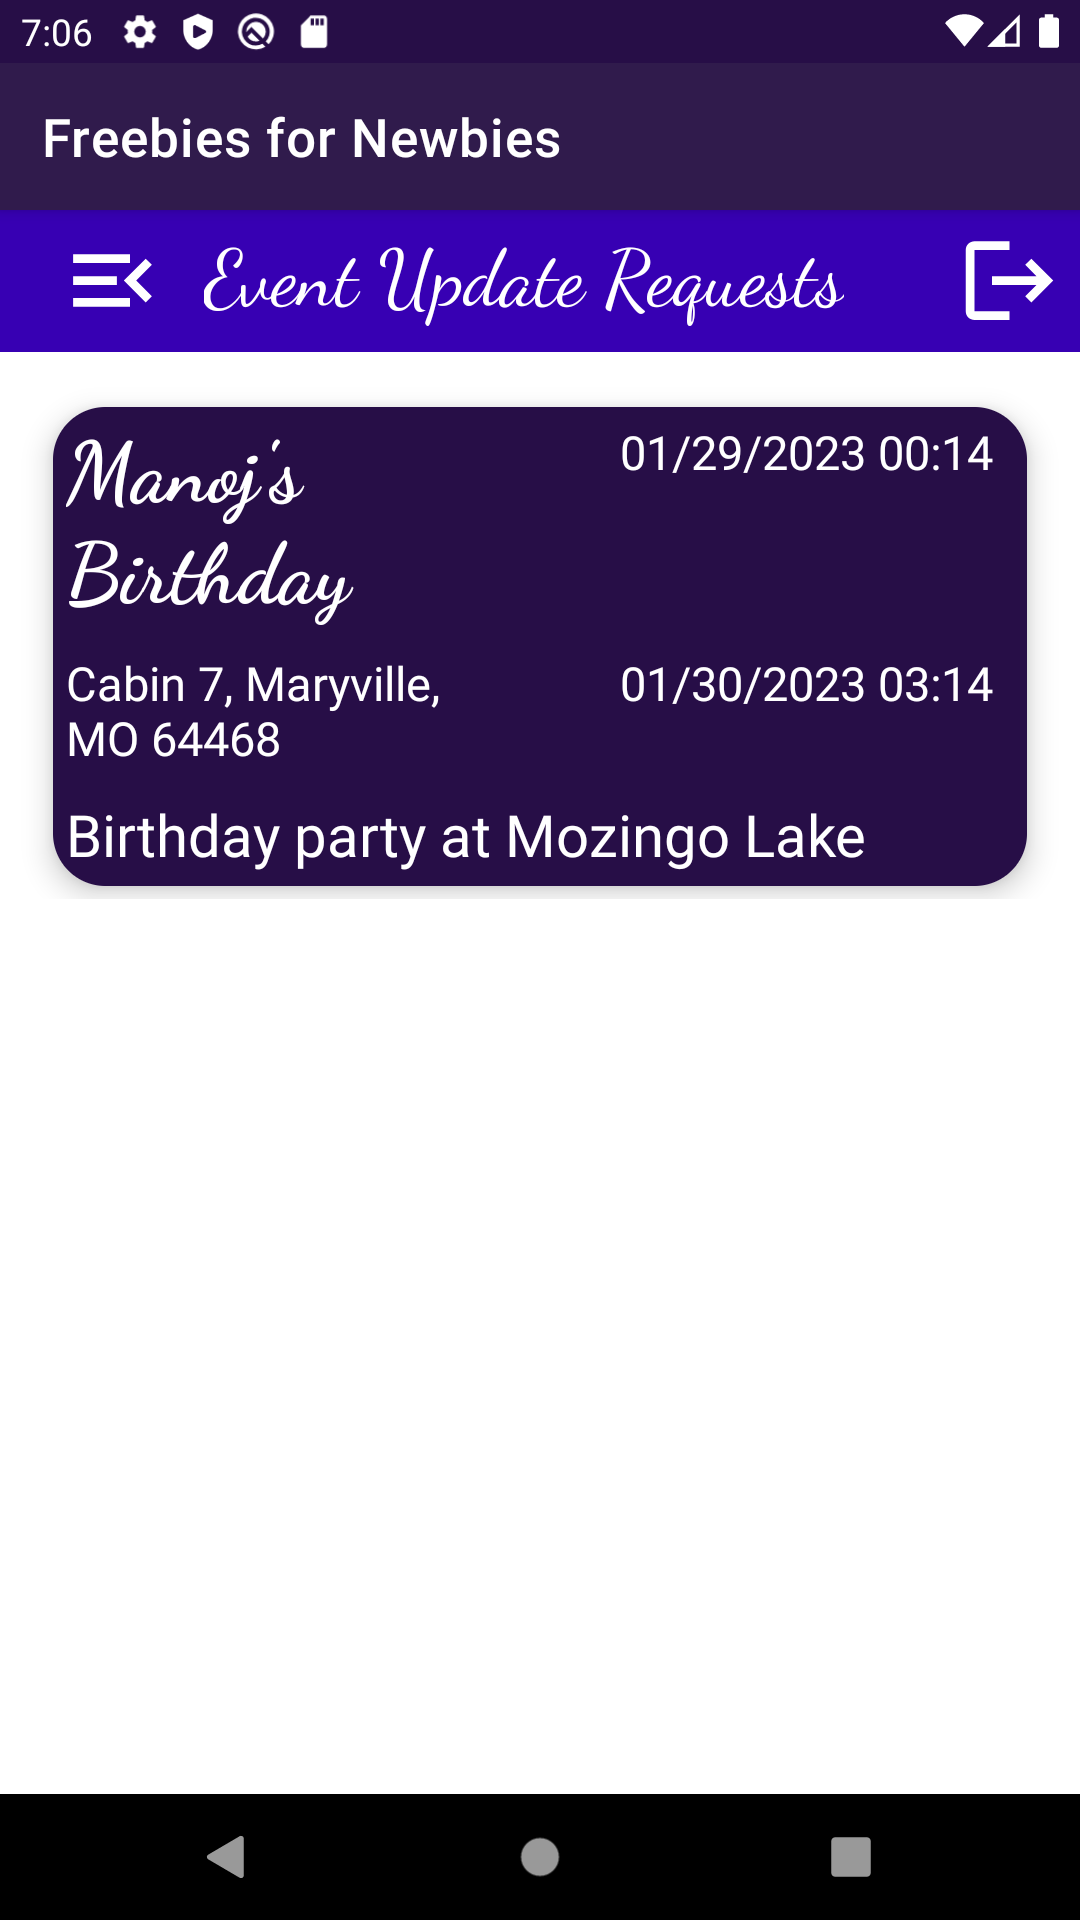 7:06
Freebies for Newbies
Event Update Requests
Manoj's
Birthday
01/29/2023 00:14
Cabin 7, Maryville,
MO 64468
01/30/2023 03:14
Birthday party at Mozingo Lake